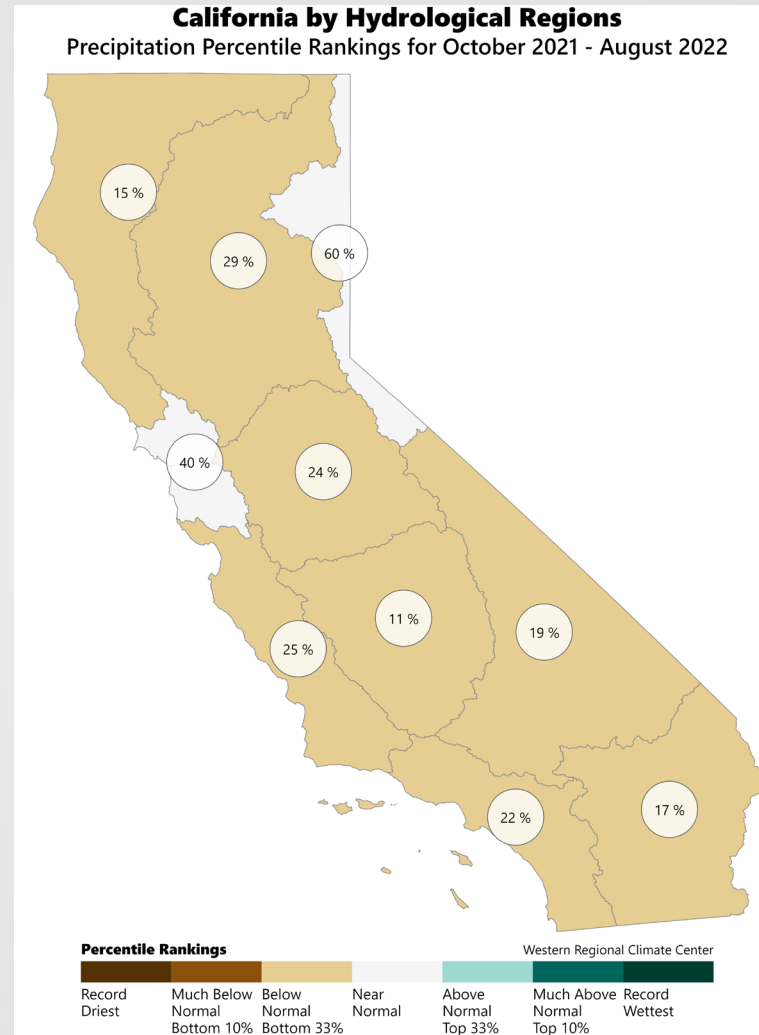 California by Hydrological Regions
Precipitation Percentile Rankings for October 2021 - August 2022
15 %
29 %
60 %
40 %
24 %
11 %
19 %
25 %
22 %
17 %
Percentile Rankings
Western Regional Climate Center
Record
Driest
Much Below
Normal
Bottom 10%
Below
Normal
Bottom 33%
Near
Normal
Above
Normal
Top 33%
Much Above
Normal
Top 10%
Record
Wettest